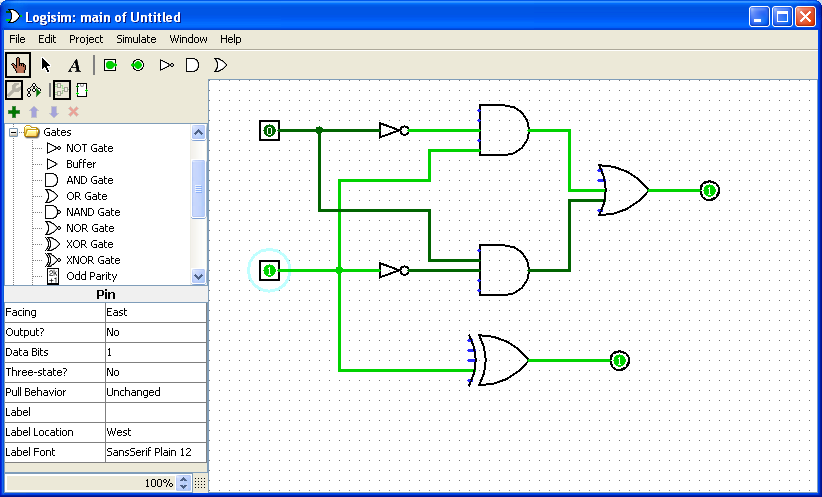 Logisim: main of Untitled
File Edit Project Simulate Window Help
A
Gates
NOT Gate
Buffer
AND Gate
OR Gate
NAND Gate
NOR Gate
XOR Gate
XNOR Gate
Odd Parity
Pin
Facing East
Output? No
Data Bits 1
Three-state? No
Pull Behavior Unchanged
Label
Label Location West
Label Font SansSerif Plain 12
100%
0
1
1
1